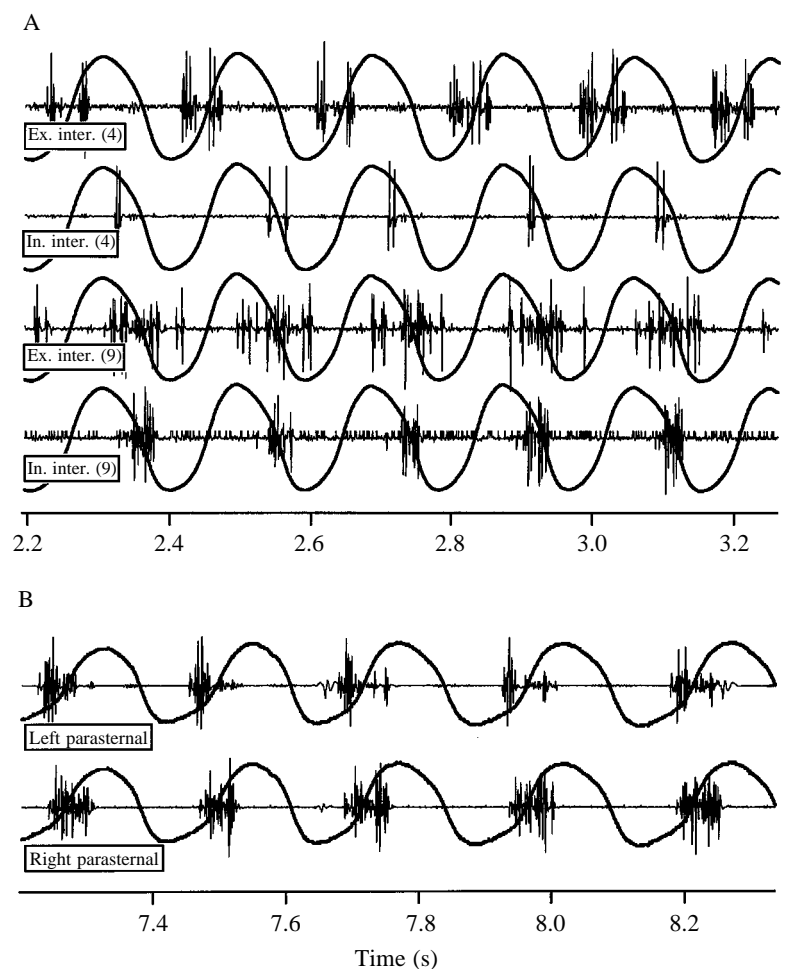 A
Ex. inter. (4)
In. inter. (4)
Ex. inter. (9)
In. inter. (9)
2.2 2.4 2.6 2.8 3.0 3.2
B
Left parasternal
Right parasternal
7.4 7.6 7.8 8.0 8.2
Time (s)